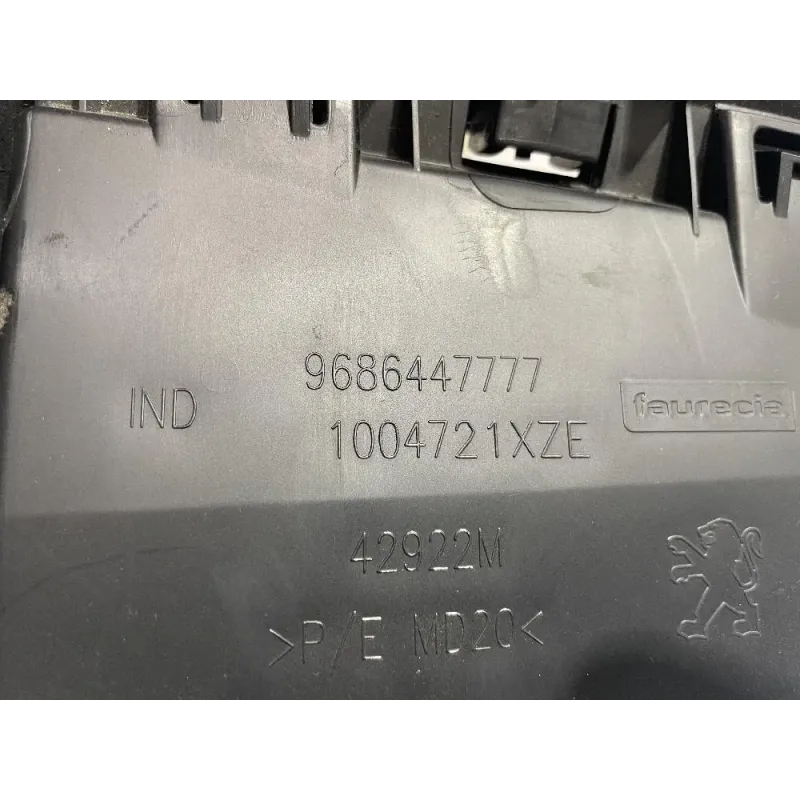 9686447777
IND
faurecia
1004721XZE
42922M
>P/E MD20<